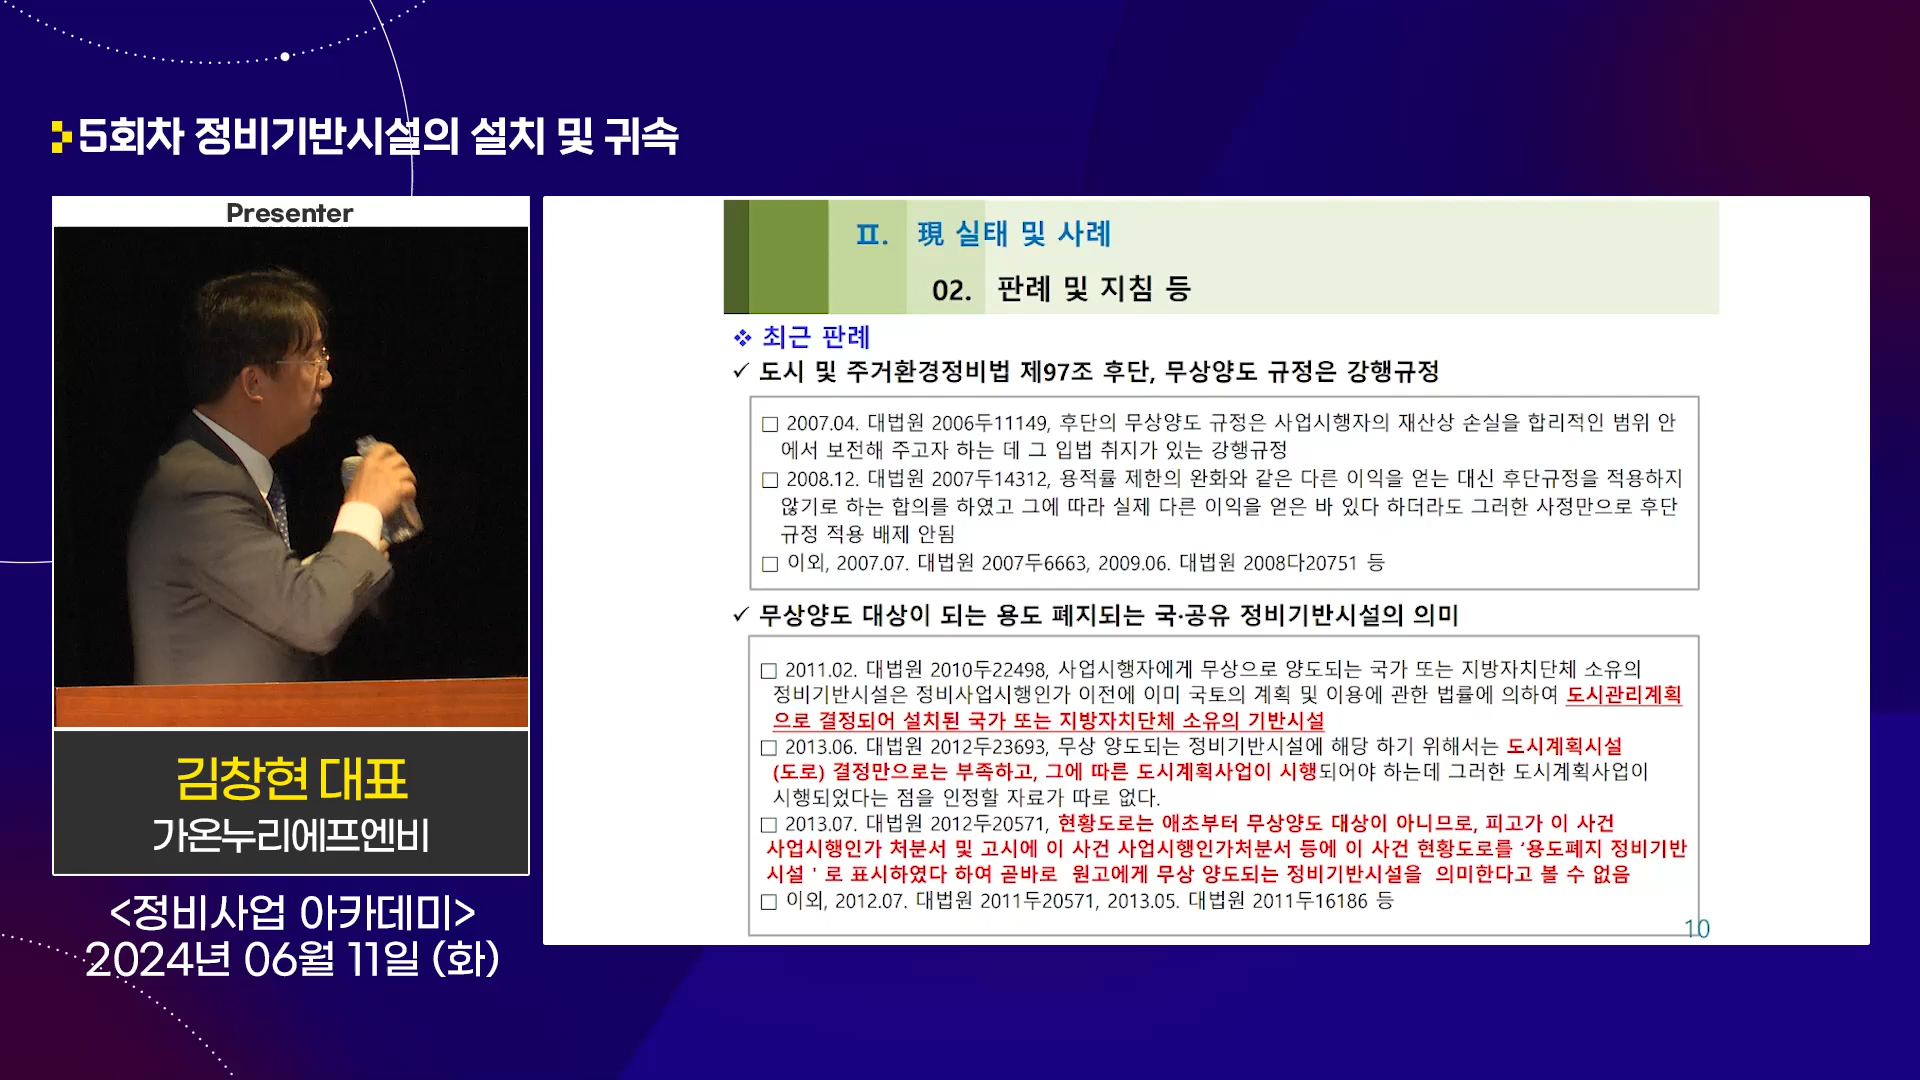 5회차 정비기반시설의 설치 및 귀속
Presenter
김창현 대표
가온누리에프엔비
<정비사업 아카데미>
2024년 06월 11일 (화)
Ⅱ. 現 실태 및 사례
02. 판례 및 지침 등
❖ 최근 판례
✓ 도시 및 주거환경정비법 제97조 후단, 무상양도 규정은 강행규정
□ 2007.04. 대법원 2006두11149, 후단의 무상양도 규정은 사업시행자의 재산상 손실을 합리적인 범위 안
에서 보전해 주고자 하는 데 그 입법 취지가 있는 강행규정
□ 2008.12. 대법원 2007두14312, 용적률 제한의 완화와 같은 다른 이익을 얻는 대신 후단규정을 적용하지
않기로 하는 합의를 하였고 그에 따라 실제 다른 이익을 얻은 바 있다 하더라도 그러한 사정만으로 후단
규정 적용 배제 안됨
□ 이외, 2007.07. 대법원 2007두6663, 2009.06. 대법원 2008다20751 등
✓ 무상양도 대상이 되는 용도 폐지되는 국·공유 정비기반시설의 의미
□ 2011.02. 대법원 2010두22498, 사업시행자에게 무상으로 양도되는 국가 또는 지방자치단체 소유의
정비기반시설은 정비사업시행인가 이전에 이미 국토의 계획 및 이용에 관한 법률에 의하여 도시관리계획
으로 결정되어 설치된 국가 또는 지방자치단체 소유의 기반시설
□ 2013.06. 대법원 2012두23693, 무상 양도되는 정비기반시설에 해당 하기 위해서는 도시계획시설
(도로) 결정만으로는 부족하고, 그에 따른 도시계획사업이 시행되어야 하는데 그러한 도시계획사업이
시행되었다는 점을 인정할 자료가 따로 없다.
□ 2013.07. 대법원 2012두20571, 현황도로는 애초부터 무상양도 대상이 아니므로, 피고가 이 사건
사업시행인가 처분서 및 고시에 이 사건 사업시행인가처분서 등에 이 사건 현황도로를 ‘용도폐지 정비기반
시설 ' 로 표시하였다 하여 곧바로 원고에게 무상 양도되는 정비기반시설을 의미한다고 볼 수 없음
□ 이외, 2012.07. 대법원 2011두20571, 2013.05. 대법원 2011두16186 등
10